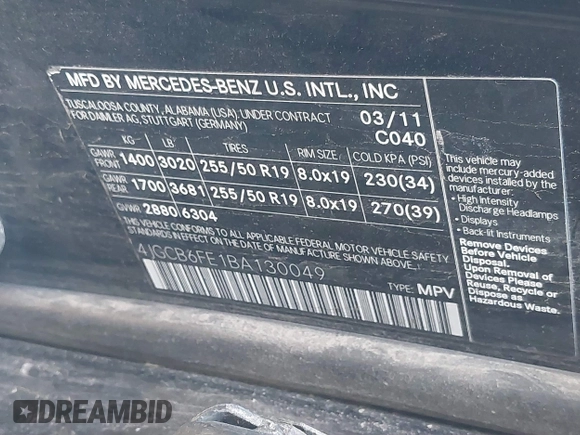 MFD BY MERCEDES-BENZ U.S. INTL., INC
TUSCALOOSA COUNTY, ALABAMA (USA), UNDER CONTRACT
FOR DAIMLER AG, STUTTGART (GERMANY)
03/11
C040
KG LB TIRES RIM SIZE COLD KPA (PSI)
GAWR FRONT 1400 3020 255/50 R19 8.0x19 230(34)
GAWR REAR 1700 3681 255/50 R19 8.0x19 270(39)
GVWR 2880 6304
THIS VEHICLE CONFORMS TO ALL APPLICABLE FEDERAL MOTOR VEHICLE SAFETY
STANDARDS IN EFFECT ON THE DATE OF MANUFACTURE SHOWN ABOVE.
4JGCB6FE1BA130049
TYPE: MPV
This vehicle may
include mercury-added
devices installed by the
manufacturer:
• High Intensity
Discharge Headlamps
• Displays
• Back-lit Instruments
Remove Devices
Before Vehicle
Disposal.
Upon Removal of
Devices Please
Reuse, Recycle or
Dispose as
Hazardous Waste.
DREAMBID